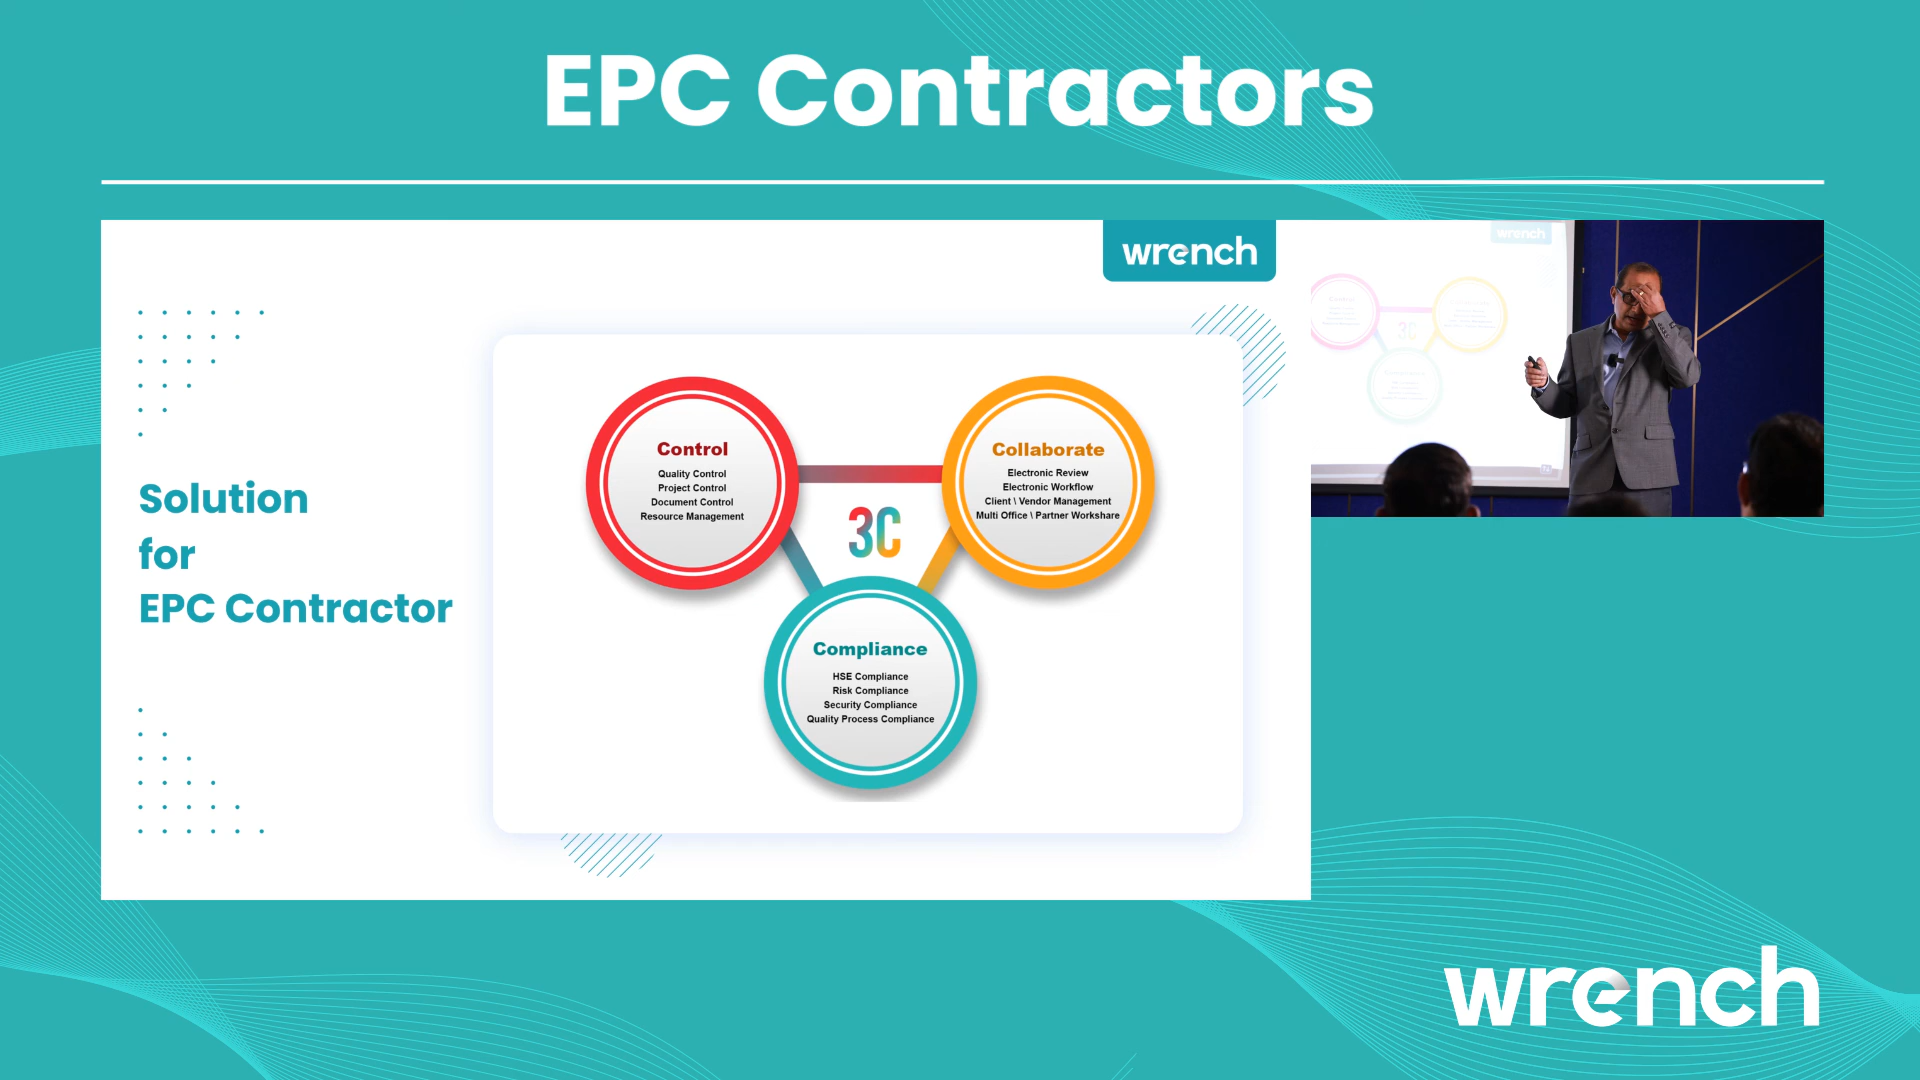 EPC Contractors
wrench
Solution
for
EPC Contractor
Control
Quality Control
Project Control
Document Control
Resource Management
Collaborate
Electronic Review
Electronic Workflow
Client \ Vendor Management
Multi Office \ Partner Workshare
3C
Compliance
HSE Compliance
Risk Compliance
Security Compliance
Quality Process Compliance
wrench
3C
wrench